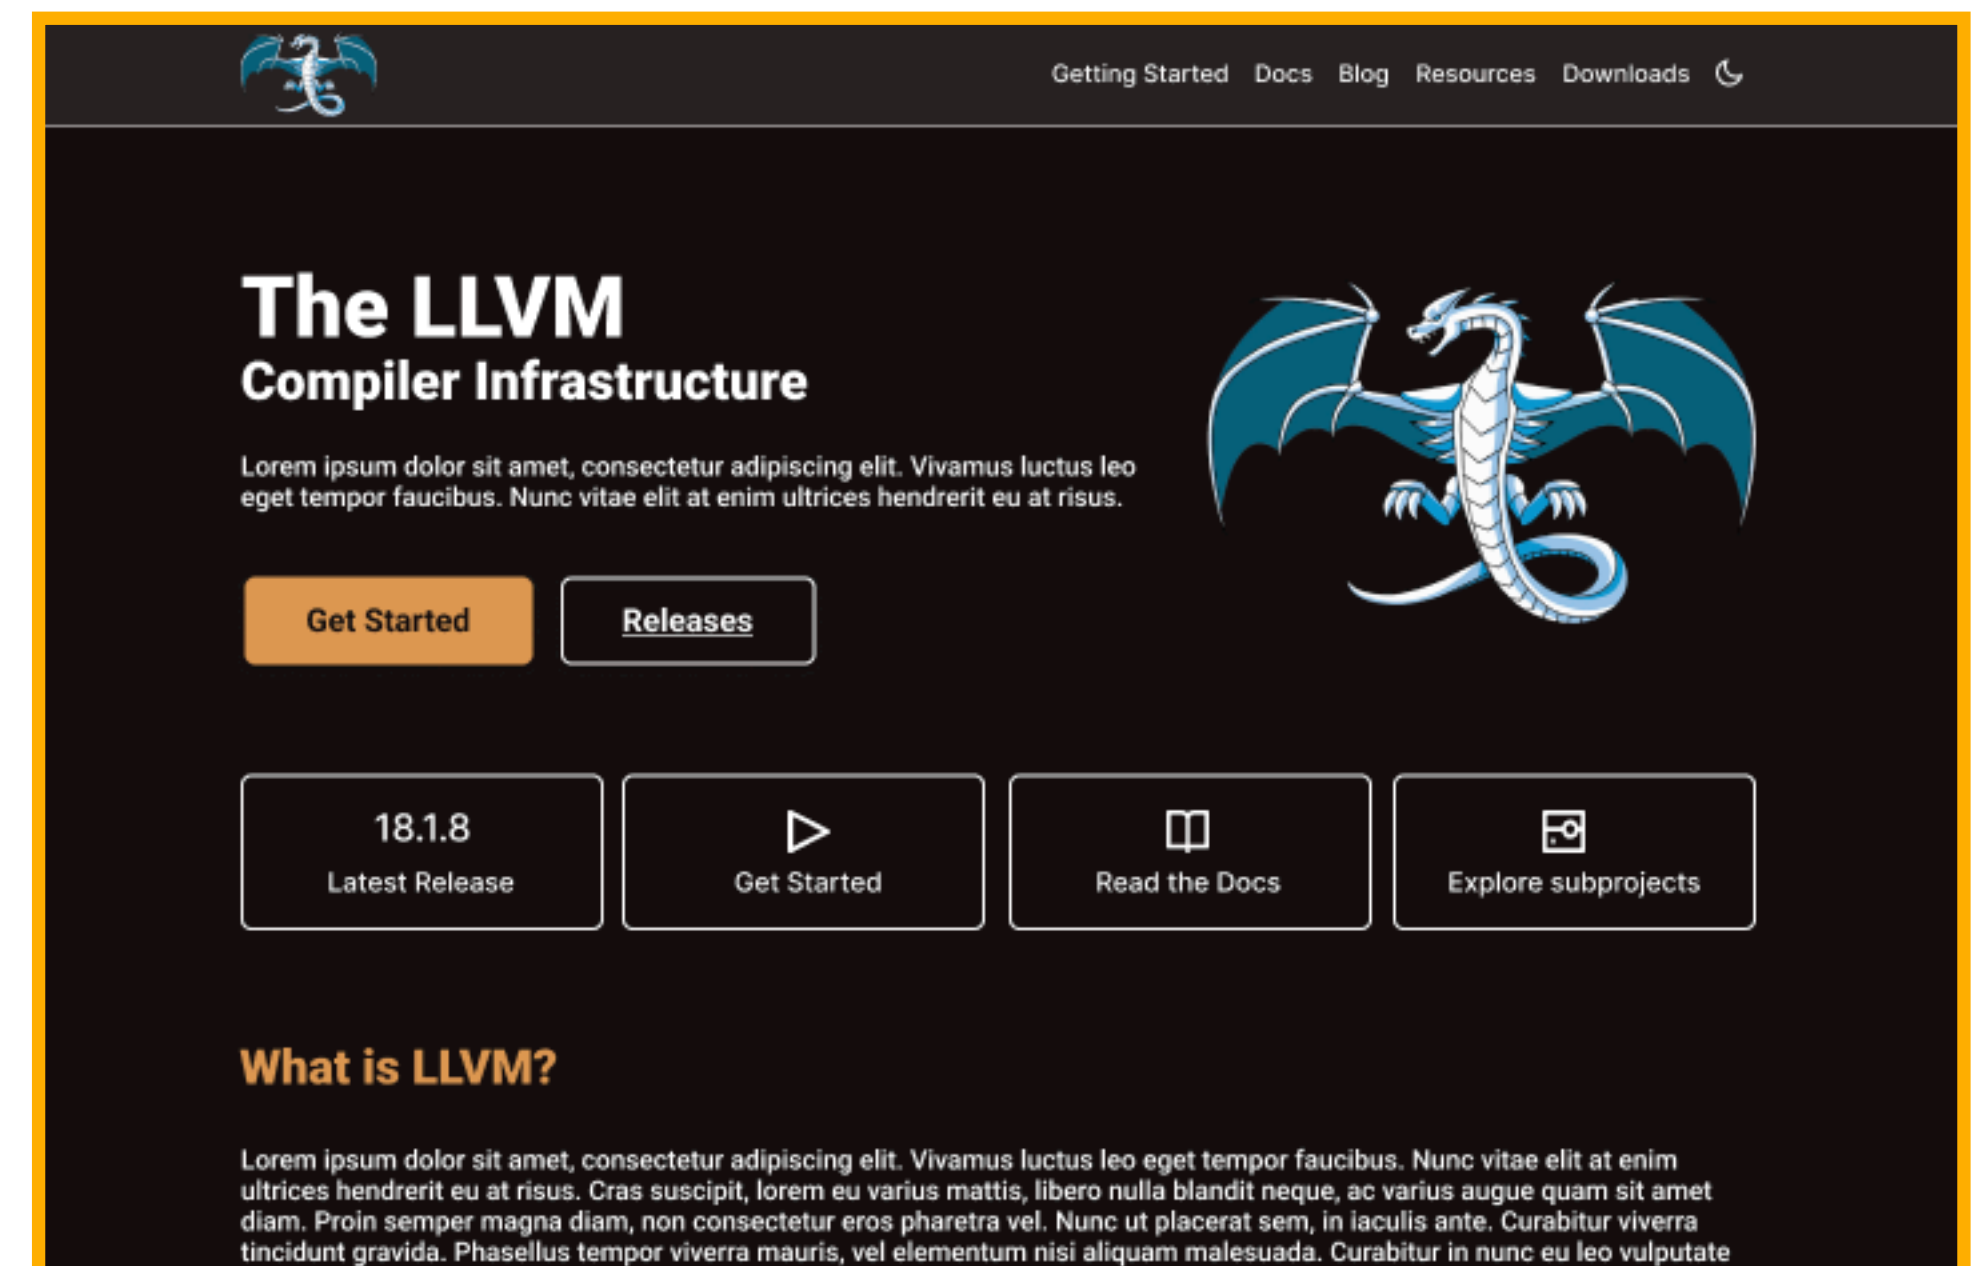 Getting Started Docs Blog Resources Downloads
The LLVM
Compiler Infrastructure
Lorem ipsum dolor sit amet, consectetur adipiscing elit. Vivamus luctus leo
eget tempor faucibus. Nunc vitae elit at enim ultrices hendrerit eu at risus.
Get Started Releases
18.1.8
Latest Release Get Started Read the Docs Explore subprojects
What is LLVM?
Lorem ipsum dolor sit amet, consectetur adipiscing elit. Vivamus luctus leo eget tempor faucibus. Nunc vitae elit at enim
ultrices hendrerit eu at risus. Cras suscipit, lorem eu varius mattis, libero nulla blandit neque, ac varius augue quam sit amet
diam. Proin semper magna diam, non consectetur eros pharetra vel. Nunc ut placerat sem, in iaculis ante. Curabitur viverra
tincidunt gravida. Phasellus tempor viverra mauris, vel elementum nisi aliquam malesuada. Curabitur in nunc eu leo vulputate